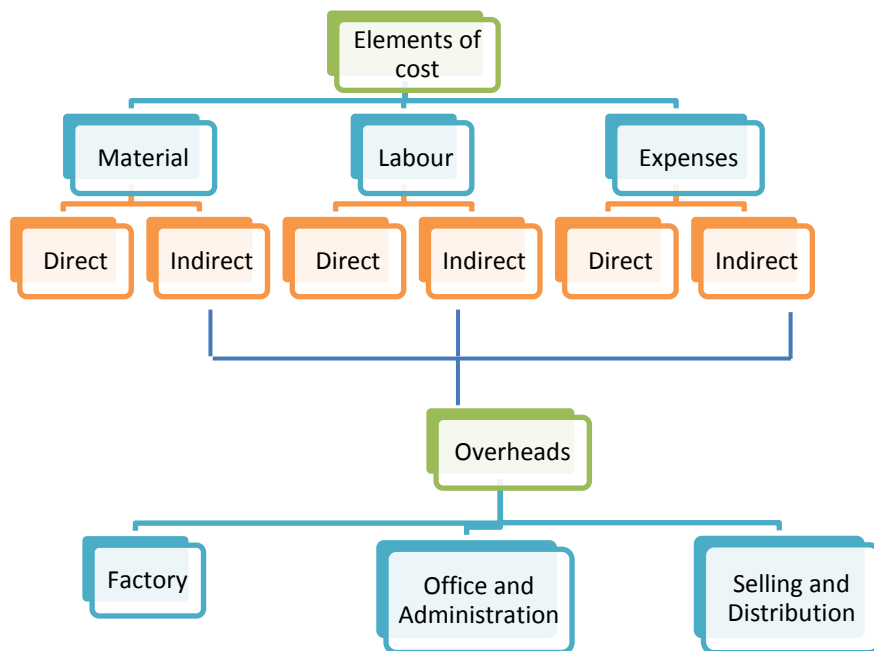 Elements of
cost
Material
Labour
Expenses
Direct
Indirect
Direct
Indirect
Direct
Indirect
Overheads
Factory
Office and
Administration
Selling and
Distribution